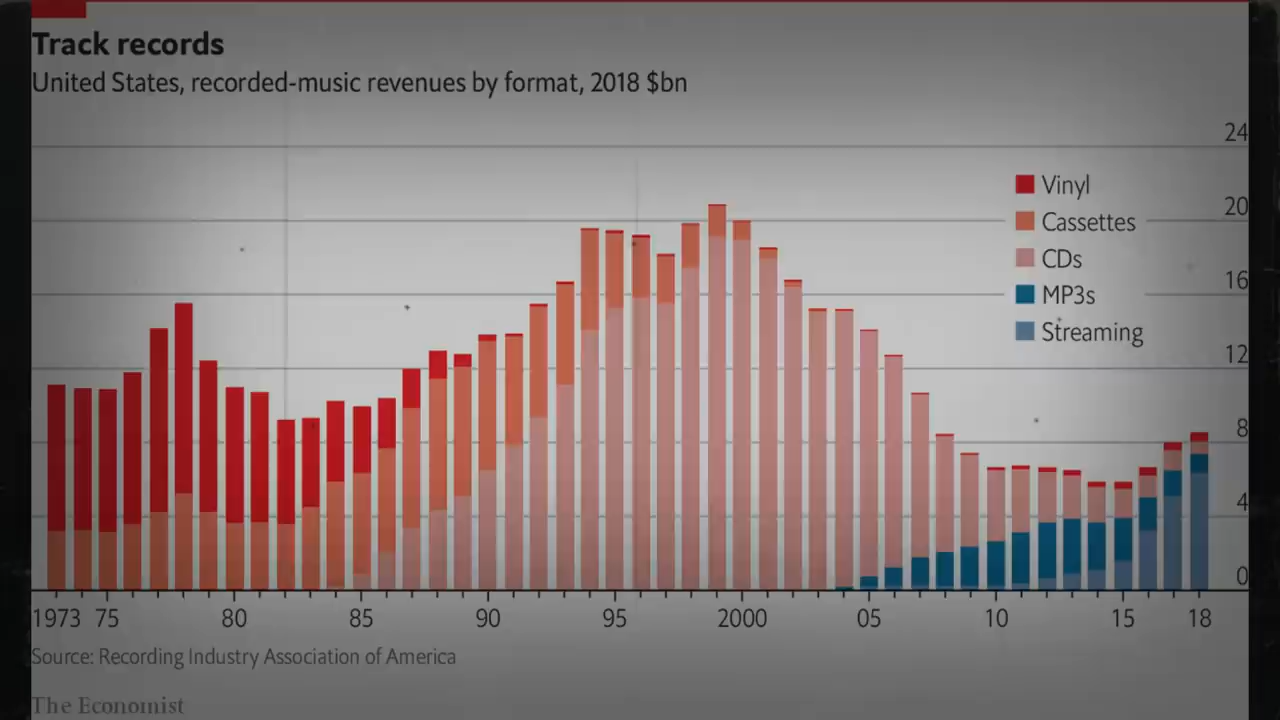 Track records
United States, recorded-music revenues by format, 2018 $bn
24
Vinyl
20
Cassettes
CDs
16
MP3s
Streaming
12
8
4
0
1973 75 80 85 90 95 2000 05 10 15 18
Source: Recording Industry Association of America
The Economist